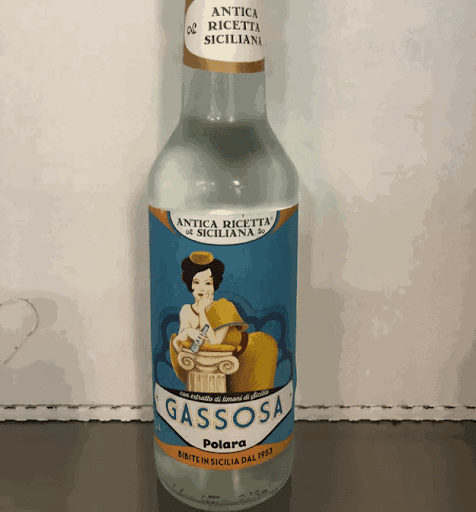 ANTICA
RICETTA
SICILIANA
ANTICA RICETTA
SICILIANA
con estratto di limoni di Sicilia
GASSOSA
Polara
BIBITE IN SICILIA DAL 1953